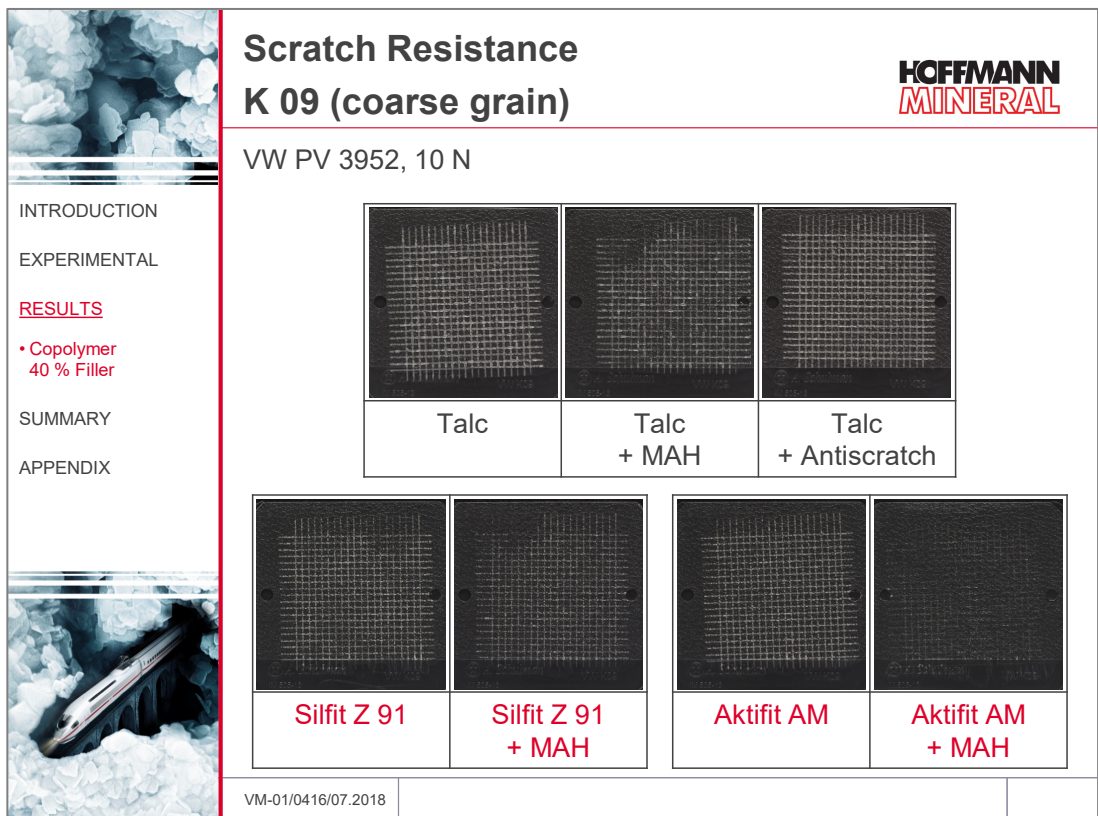 Scratch Resistance
K 09 (coarse grain)
HOFFMANN
MINERAL
VW PV 3952, 10 N
INTRODUCTION
EXPERIMENTAL
RESULTS
• Copolymer
40 % Filler
SUMMARY
APPENDIX
Talc
Talc
+ MAH
Talc
+ Antiscratch
Silfit Z 91
Silfit Z 91
+ MAH
Aktifit AM
Aktifit AM
+ MAH
VM-01/0416/07.2018